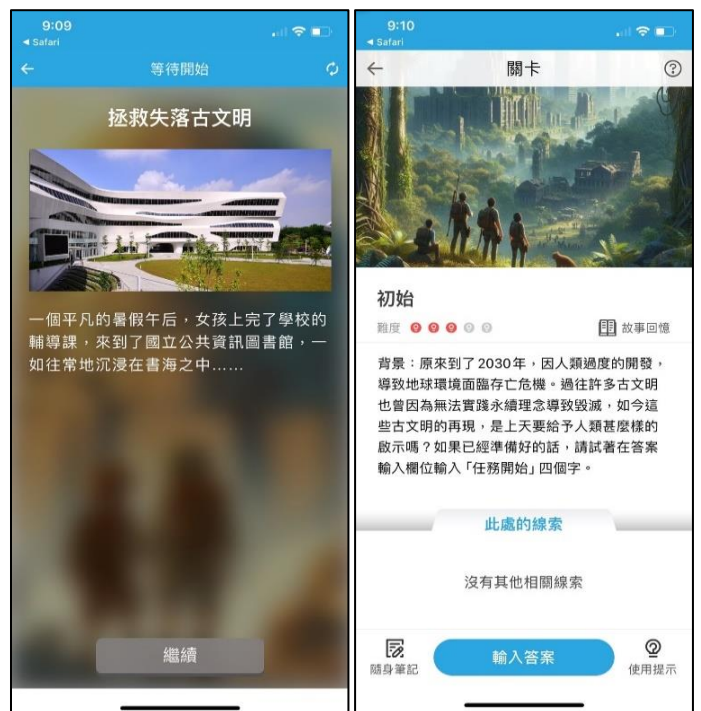 9:09
◀ Safari
等待開始
拯救失落古文明
一個平凡的暑假午后，女孩上完了學校的
輔導課，來到了國立公共資訊圖書館，一
如往常地沉浸在書海之中……
繼續
9:10
◀ Safari
關卡
初始
難度
故事回憶
背景：原來到了2030年，因人類過度的開發，
導致地球環境面臨存亡危機。過往許多古文明
也曾因為無法實踐永續理念導致毀滅，如今這
些古文明的再現，是上天要給予人類甚麼樣的
啟示嗎？如果已經準備好的話，請試著在答案
輸入欄位輸入「任務開始」四個字。
此處的線索
沒有其他相關線索
隨身筆記
輸入答案
使用提示